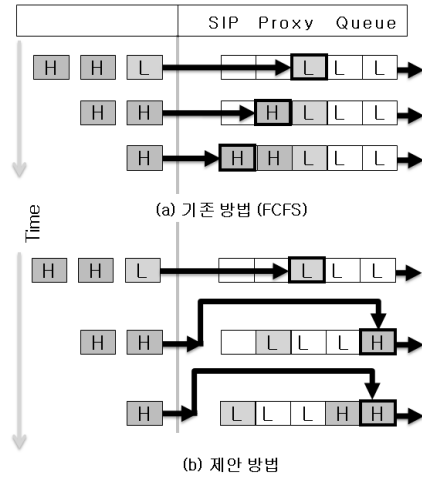 SIP Proxy Queue
H H L L L L
H H H L L L
H H H L L L
(a) 기존 방법 (FCFS)
Time
H H L L L L
H H L L L H
H L L L H H
(b) 제안 방법